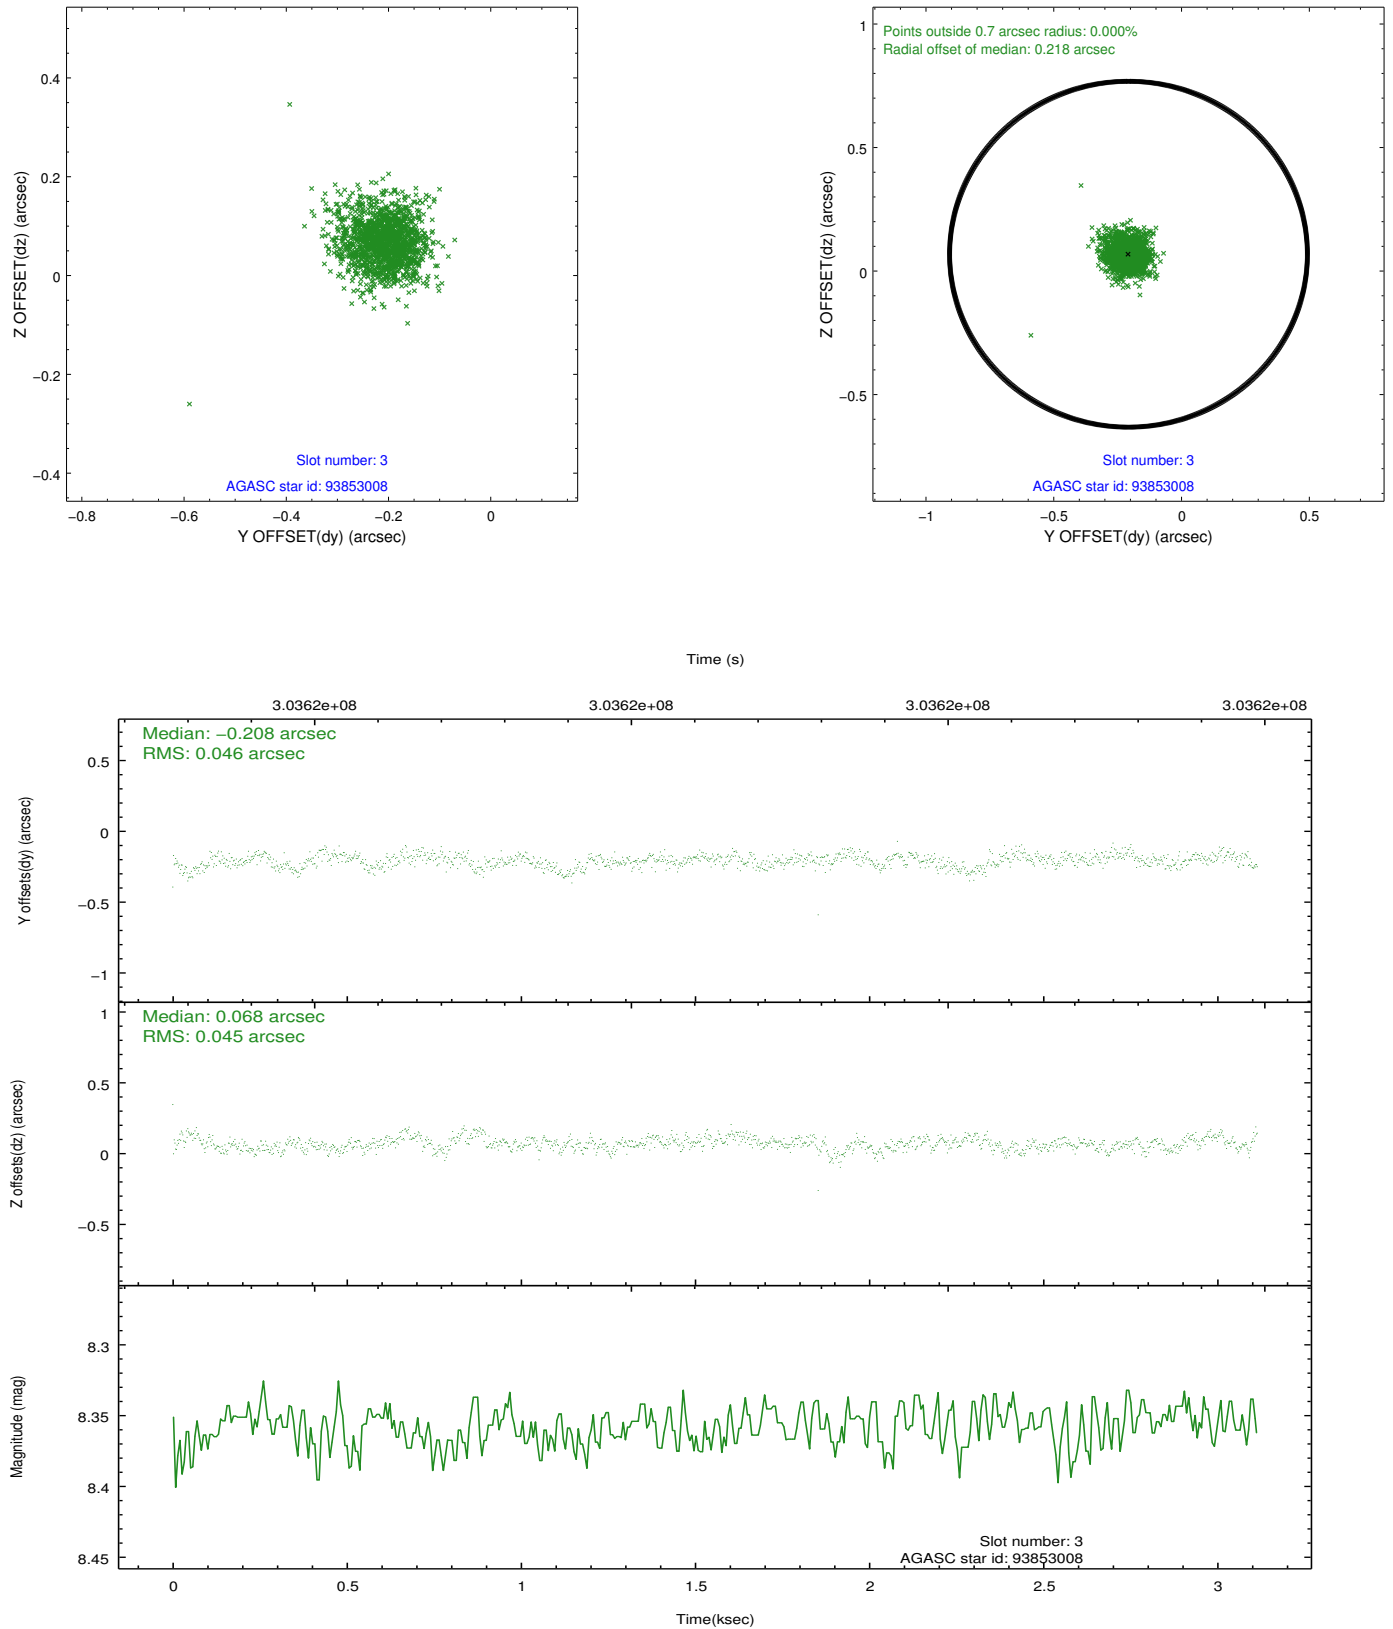 0.4
0.2
0
−0.2
−0.4
Z OFFSET(dz) (arcsec)
Slot number: 3
AGASC star id: 93853008
−0.8 −0.6 −0.4 −0.2 0
Y OFFSET(dy) (arcsec)
Points outside 0.7 arcsec radius: 0.000%
Radial offset of median: 0.218 arcsec
1
0.5
0
−0.5
Z OFFSET(dz) (arcsec)
Slot number: 3
AGASC star id: 93853008
−1 −0.5 0 0.5
Y OFFSET(dy) (arcsec)
Time (s)
3.0362e+08 3.0362e+08 3.0362e+08 3.0362e+08
Median: −0.208 arcsec
RMS: 0.046 arcsec
0.5
0
−0.5
−1
Y offsets(dy) (arcsec)
Median: 0.068 arcsec
RMS: 0.045 arcsec
1
0.5
0
−0.5
Z offsets(dz) (arcsec)
8.3
8.35
8.4
8.45
Magnitude (mag)
Slot number: 3
AGASC star id: 93853008
0 0.5 1 1.5 2 2.5 3
Time(ksec)